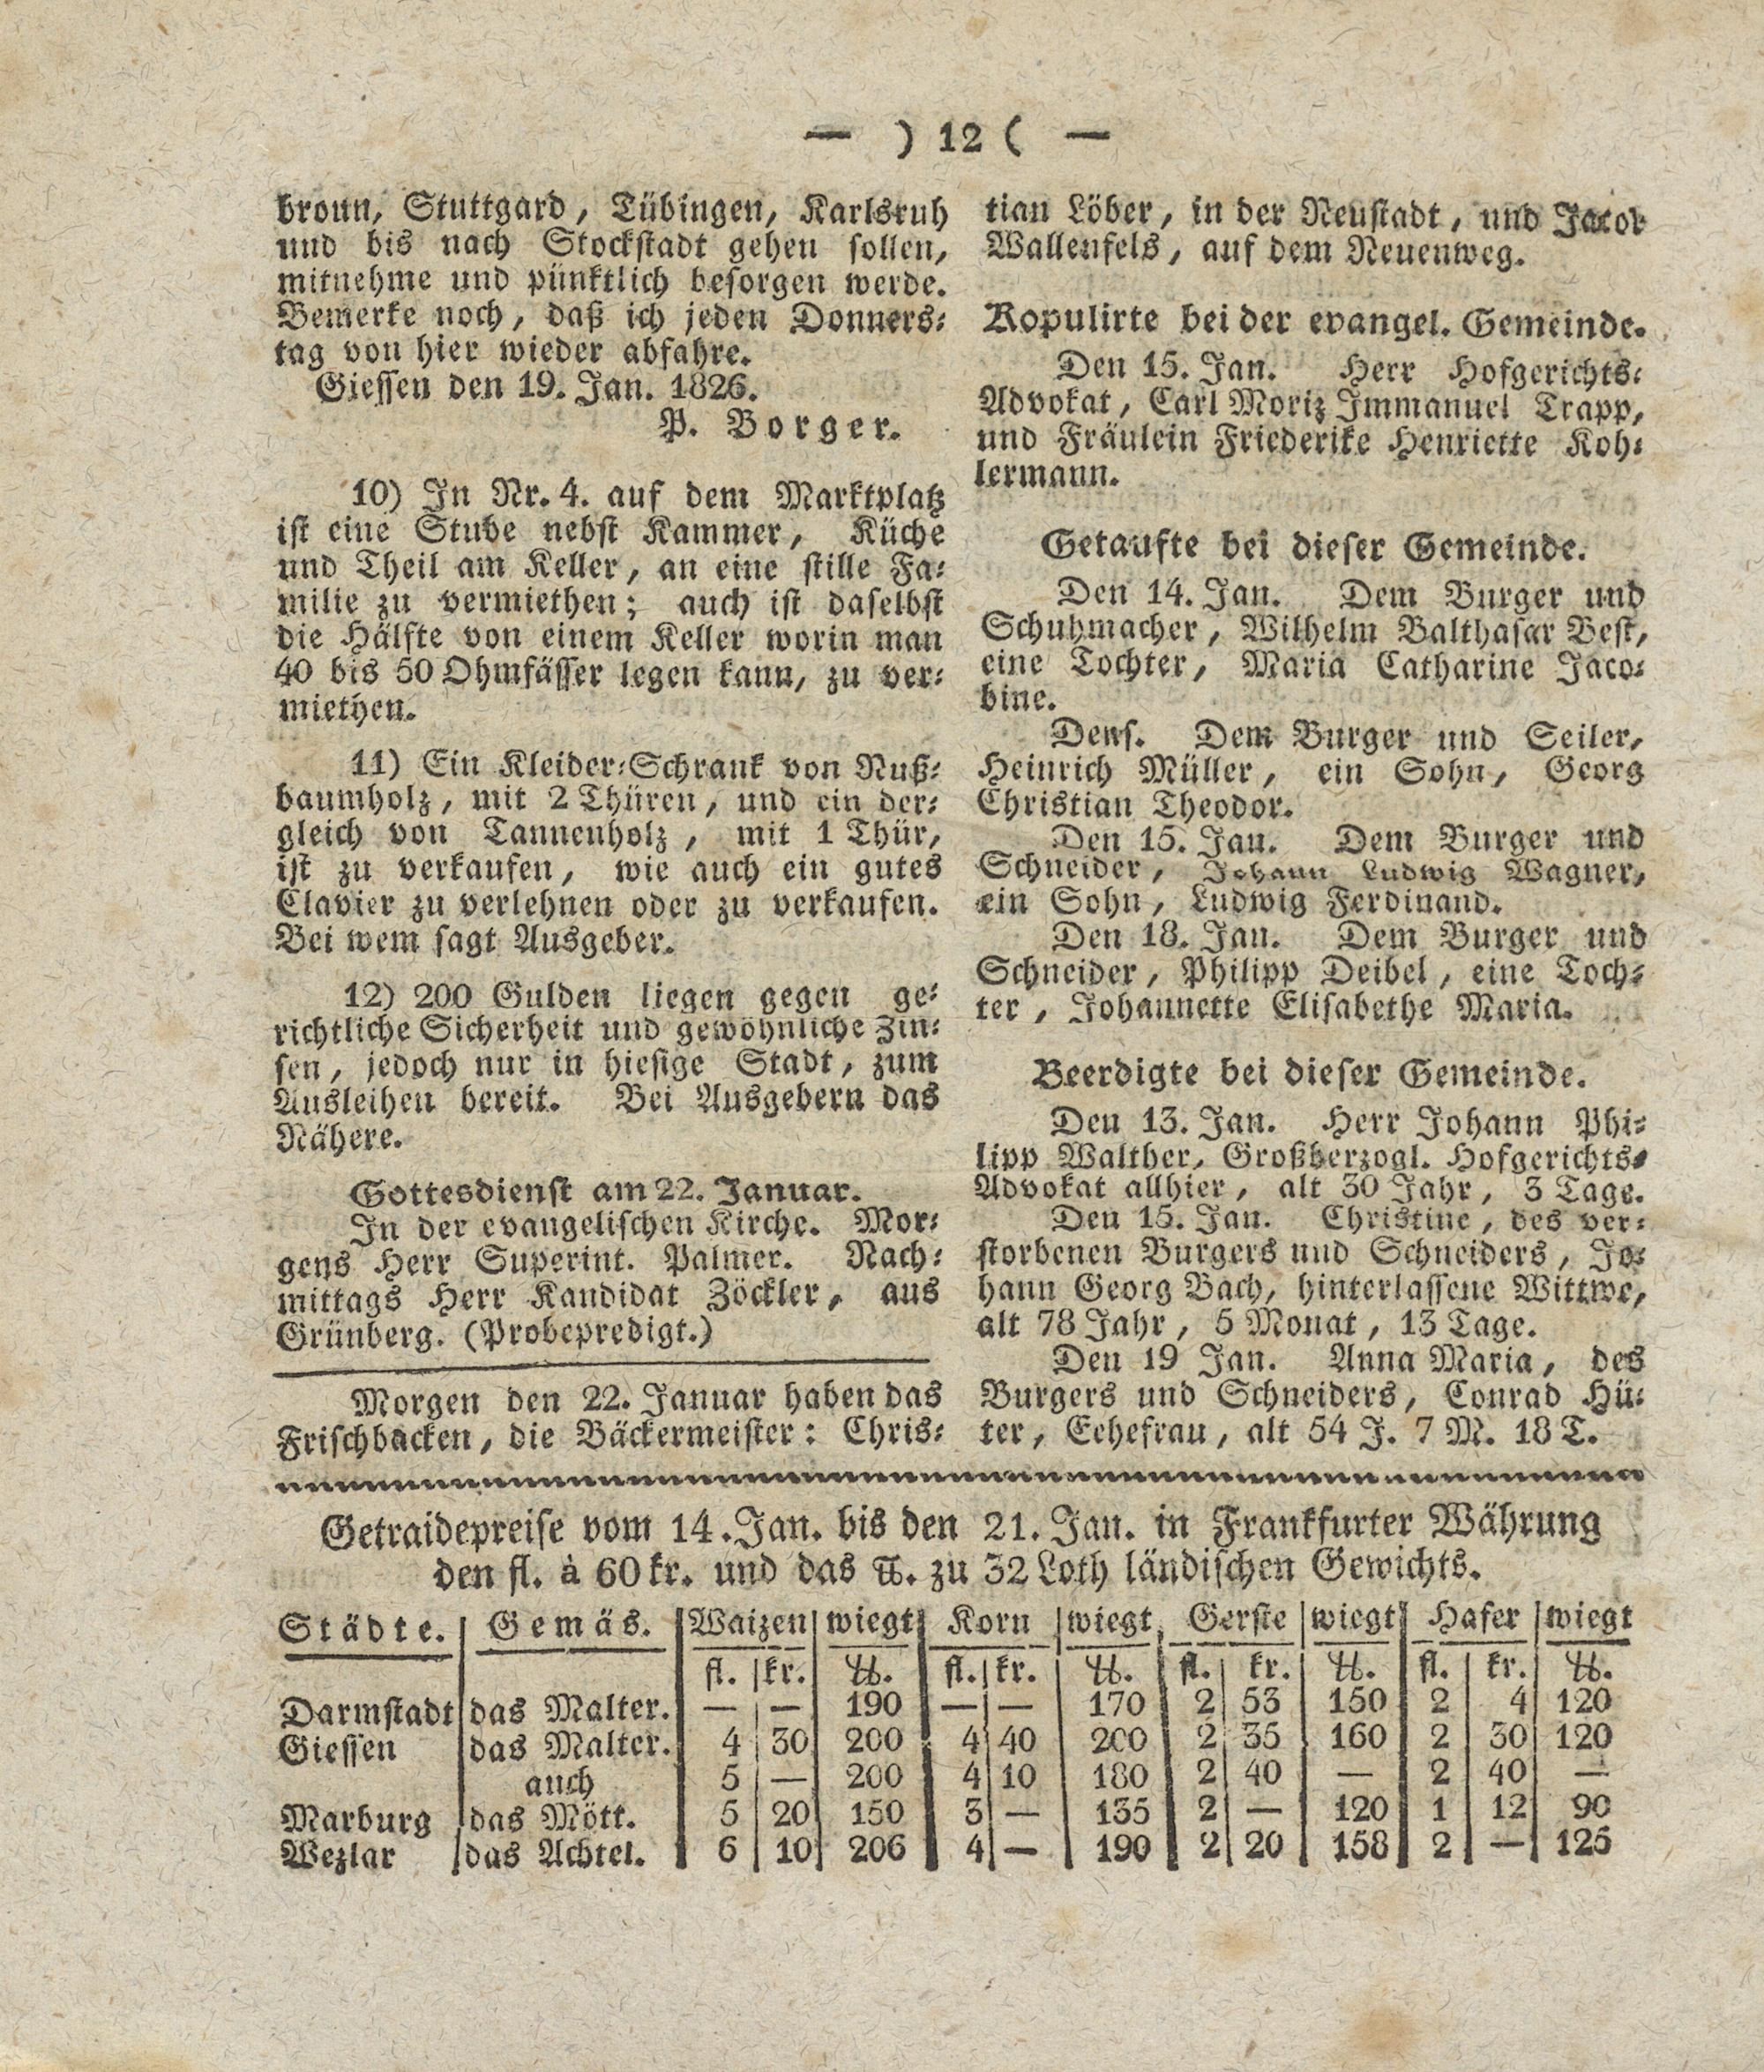 — ) 12 ( —
bronn, Stuttgard, Tübingen, Karlsruh
und bis nach Stockstadt gehen sollen,
mitnehme und pünktlich besorgen werde.
Bemerke noch, daß ich jeden Donners-
tag von hier wieder abfahre.
Giessen den 19. Jan. 1826.
P. Borger.
10) In Nr. 4. auf dem Marktplatz
ist eine Stube nebst Kammer, Küche
und Theil am Keller, an eine stille Fa-
milie zu vermiethen; auch ist daselbst
die Hälfte von einem Keller worin man
40 bis 50 Ohmfässer legen kann, zu ver-
miethen.
11) Ein Kleider-Schrank von Nuß-
baumholz, mit 2 Thüren, und ein der-
gleich von Tannenholz, mit 1 Thür,
ist zu verkaufen, wie auch ein gutes
Clavier zu verlehnen oder zu verkaufen.
Bei wem sagt Ausgeber.
12) 200 Gulden liegen gegen ge-
richtliche Sicherheit und gewöhnliche Zin-
sen, jedoch nur in hiesige Stadt, zum
Ausleihen bereit. Bei Ausgebern das
Nähere.
Gottesdienst am 22. Januar.
In der evangelischen Kirche. Mor-
gens Herr Superint. Palmer. Nach-
mittags Herr Kandidat Zöckler, aus
Grünberg. (Probepredigt.)
Morgen den 22. Januar haben das
Frischbacken, die Bäckermeister: Chris-
tian Löber, in der Neustadt, und Jacob
Wallenfels, auf dem Neuenweg.
Kopulirte bei der evangel. Gemeinde.
Den 15. Jan. Herr Hofgerichts-
Advokat, Carl Moriz Immanuel Trapp,
und Fräulein Friederike Henriette Koh-
lermann.
Getaufte bei dieser Gemeinde.
Den 14. Jan. Dem Burger und
Schuhmacher, Wilhelm Balthasar Best,
eine Tochter, Maria Catharine Jaco-
bine.
Dens. Dem Burger und Seiler,
Heinrich Müller, ein Sohn, Georg
Christian Theodor.
Den 15. Jan. Dem Burger und
Schneider, Johann Ludwig Wagner,
ein Sohn, Ludwig Ferdinand.
Den 18. Jan. Dem Burger und
Schneider, Philipp Deibel, eine Toch-
ter, Johannette Elisabethe Maria.
Beerdigte bei dieser Gemeinde.
Den 13. Jan. Herr Johann Phi-
lipp Walther, Großherzogl. Hofgerichts-
Advokat allhier, alt 30 Jahr, 3 Tage.
Den 15. Jan. Christine, des ver-
storbenen Burgers und Schneiders, Jo-
hann Georg Bach, hinterlassene Wittwe,
alt 78 Jahr, 5 Monat, 13 Tage.
Den 19 Jan. Anna Maria, des
Burgers und Schneiders, Conrad Hü-
ter, Eehefrau, alt 54 J. 7 M. 18 T.
Getraidepreise vom 14. Jan. bis den 21. Jan. in Frankfurter Währung
den fl. à 60 kr. und das ℔. zu 32 Loth ländischen Gewichts.
Städte. Gemäs. Waizen wiegt Korn wiegt Gerste wiegt Hafer wiegt
fl. kr. ℔. fl. kr. ℔. fl. kr. ℔. fl. kr. ℔.
Darmstadt das Malter. — — 190 — — 170 2 53 150 2 4 120
Giessen das Malter. 4 30 200 4 40 200 2 35 160 2 30 120
auch 5 — 200 4 10 180 2 40 — 2 40 —
Marburg das Mött. 5 20 150 3 — 135 2 — 120 1 12 90
Wezlar das Achtel. 6 10 206 4 — 190 2 20 158 2 — 125